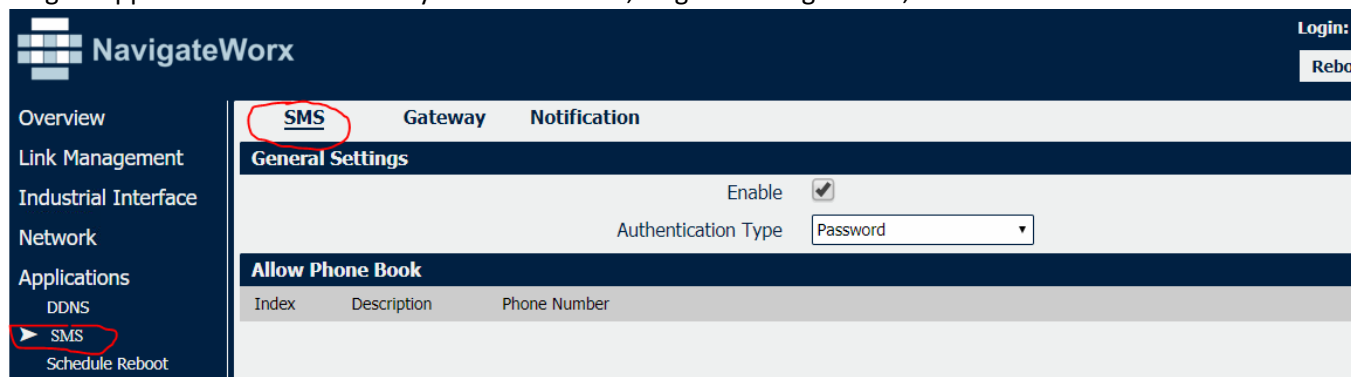 NavigateWorx
Login:
Rebo
Overview
Link Management
Industrial Interface
Network
Applications
DDNS
SMS
Schedule Reboot
SMS Gateway Notification
General Settings
Enable
Authentication Type Password
Allow Phone Book
Index Description Phone Number